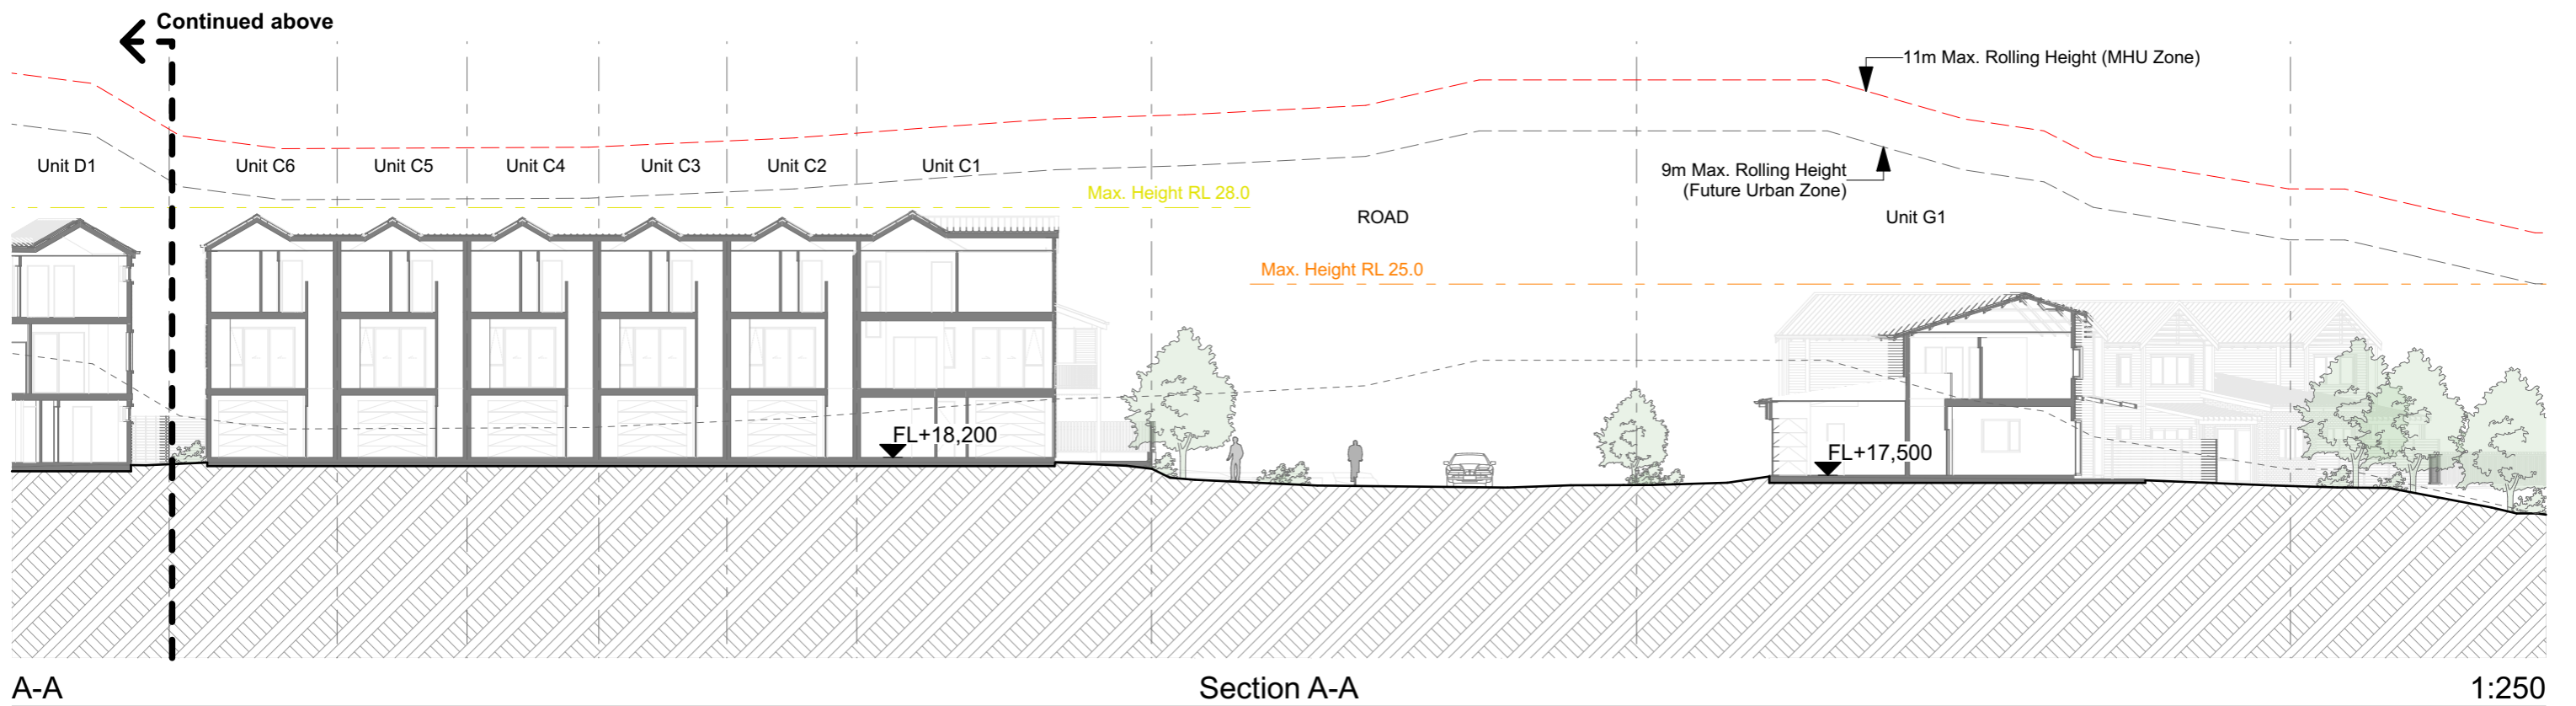 Continued above
11m Max. Rolling Height (MHU Zone)
Unit D1
Unit C6
Unit C5
Unit C4
Unit C3
Unit C2
Unit C1
9m Max. Rolling Height
(Future Urban Zone)
Max. Height RL 28.0
ROAD
Unit G1
Max. Height RL 25.0
FL+18,200
FL+17,500
A-A
Section A-A
1:250